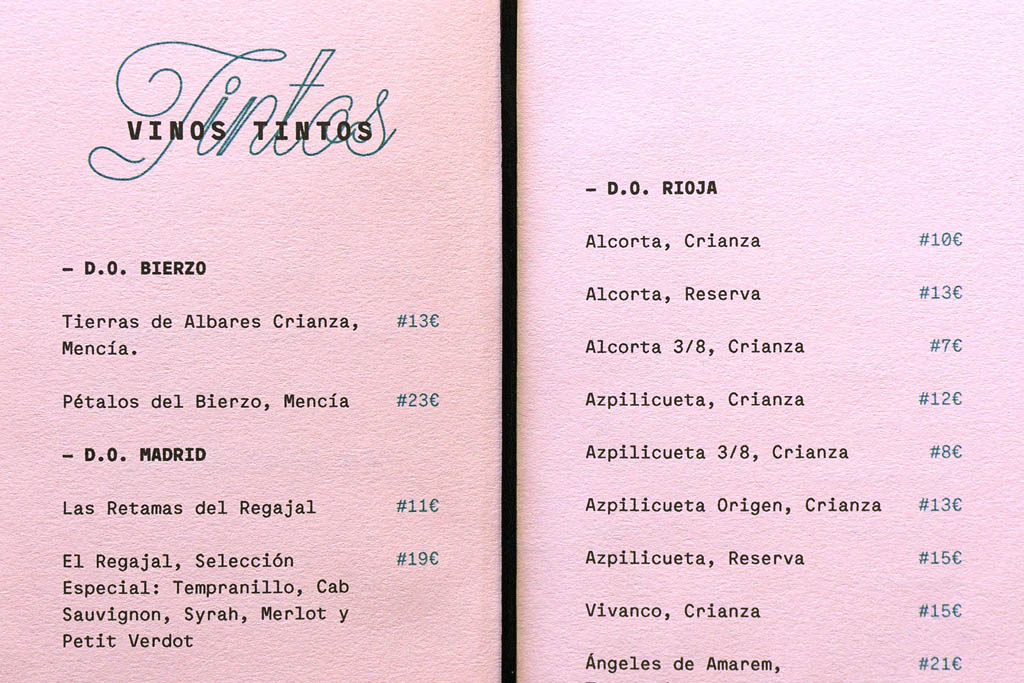 Tintos
VINOS TINTOS
— D.O. BIERZO
Tierras de Albares Crianza, #13€
Mencía.
Pétalos del Bierzo, Mencía #23€
— D.O. MADRID
Las Retamas del Regajal #11€
El Regajal, Selección #19€
Especial: Tempranillo, Cab
Sauvignon, Syrah, Merlot y
Petit Verdot
— D.O. RIOJA
Alcorta, Crianza #10€
Alcorta, Reserva #13€
Alcorta 3/8, Crianza #7€
Azpilicueta, Crianza #12€
Azpilicueta 3/8, Crianza #8€
Azpilicueta Origen, Crianza #13€
Azpilicueta, Reserva #15€
Vivanco, Crianza #15€
Ángeles de Amarem, #21€